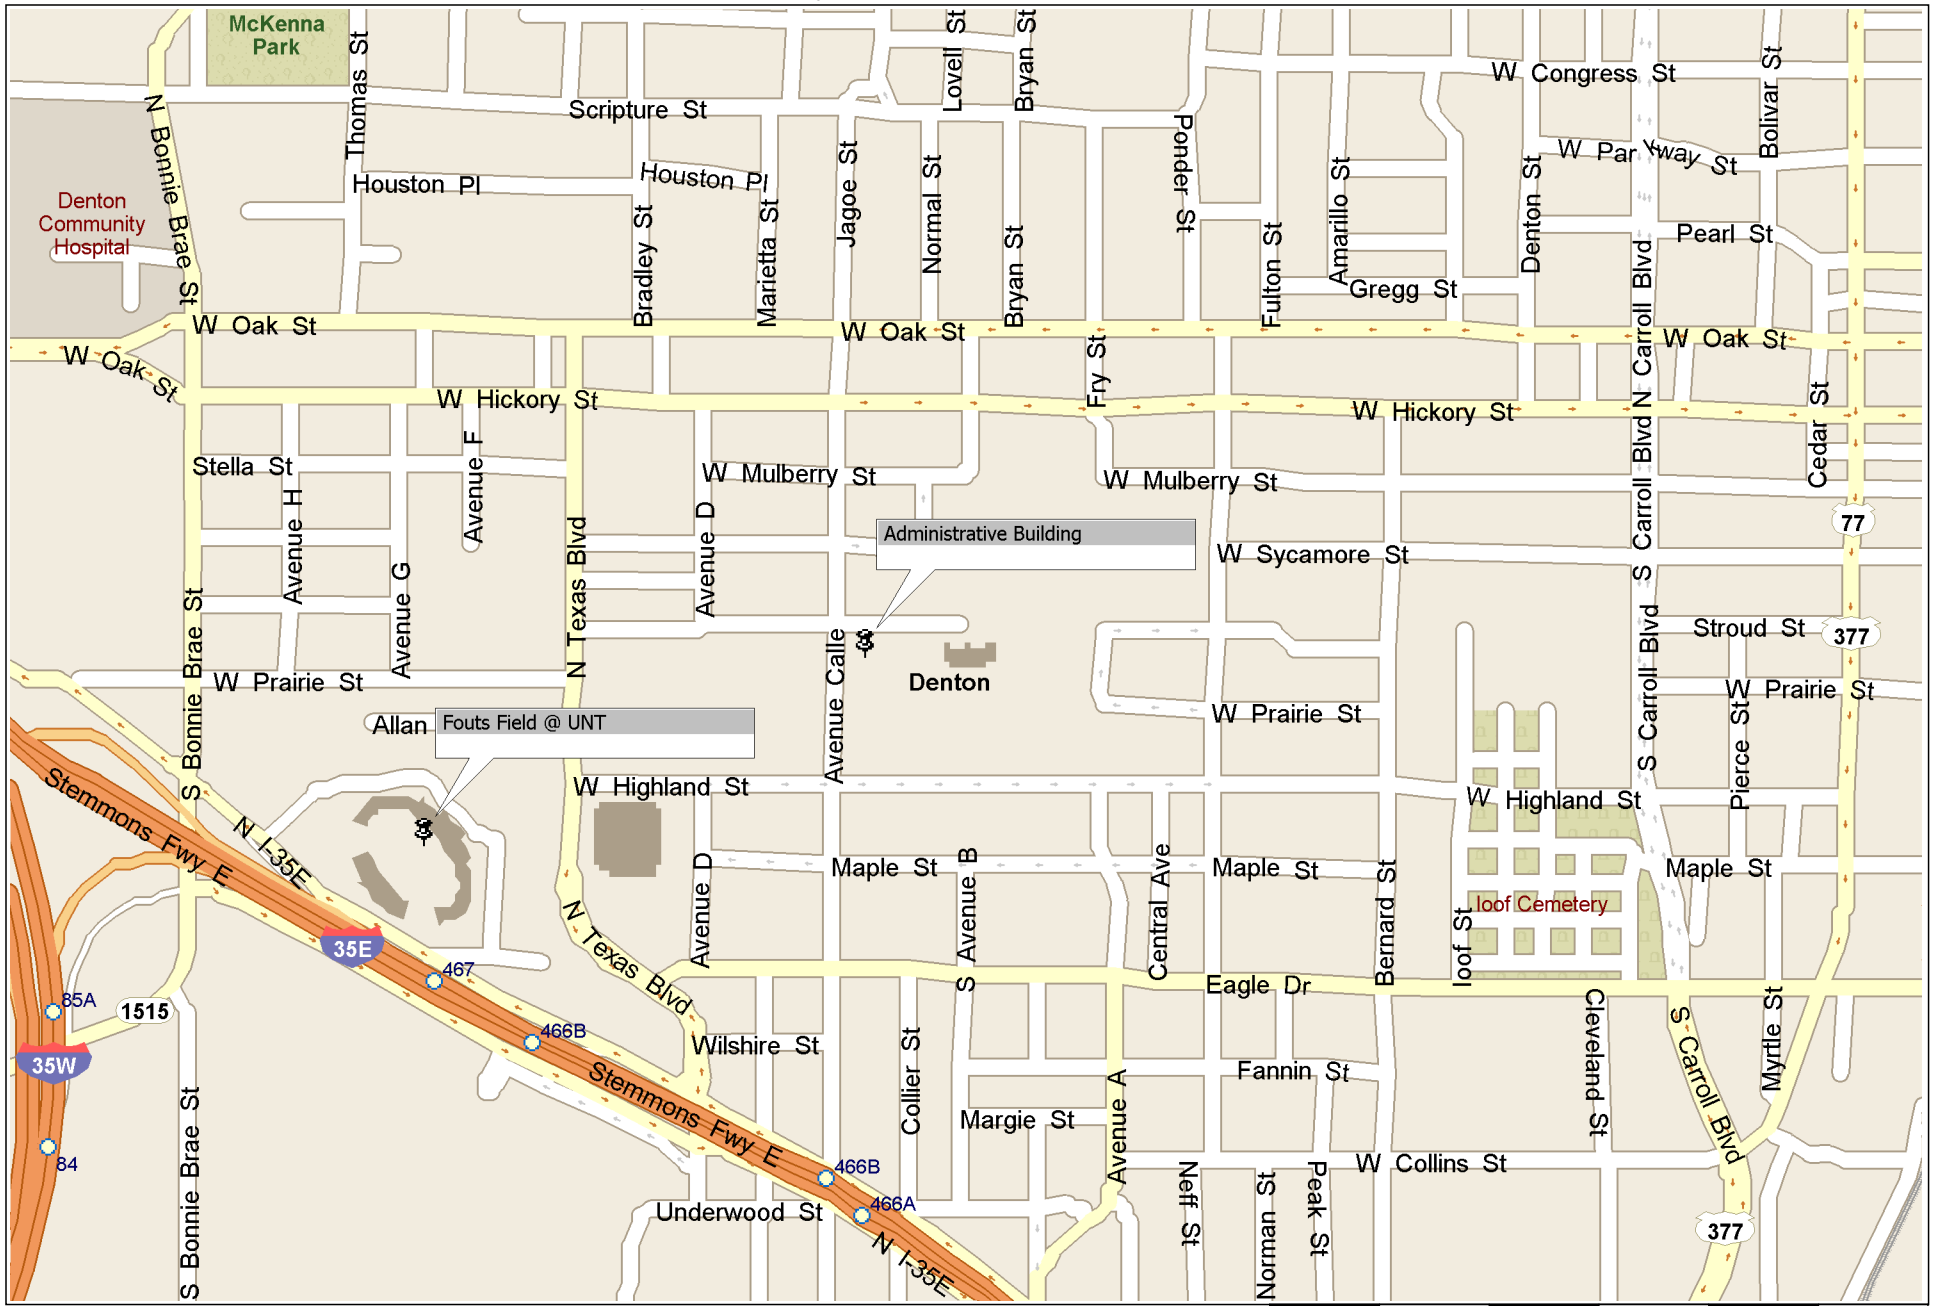 McKenna
Park
Thomas St
Lovell St
Bryan St
W Congress St
Bolivar St
N Bonnie Brae St
Scripture St
Ponder St
W Parkway St
Houston Pl
Houston Pl
Jagoe St
Normal St
Amarillo St
Denton St
Denton
Community
Hospital
Bradley St
Marietta St
Bryan St
Fulton St
Pearl St
Gregg St
N Carroll Blvd
W Oak St
W Oak St
W Oak St
W Oak St
Fry St
W Hickory St
W Hickory St
Cedar St
Stella St
Avenue F
W Mulberry St
W Mulberry St
S Carroll Blvd
Avenue H
Avenue D
77
Administrative Building
W Sycamore St
N Texas Blvd
Avenue G
S Bonnie Brae St
Stroud St
377
S Carroll Blvd
Avenue Calle
Denton
W Prairie St
W Prairie St
W Prairie St
Pierce St
Allan
Fouts Field @ UNT
W Highland St
W Highland St
Stemmons Fwy E
N I-35E
Maple St
Maple St
Maple St
Avenue D
S Avenue B
Central Ave
Bernard St
Ioof St
Ioof Cemetery
35E
N Texas Blvd
467
Eagle Dr
85A
1515
466B
35W
Wilshire St
Collier St
Cleveland St
S Carroll Blvd
Myrtle St
Stemmons Fwy E
Fannin St
Margie St
Avenue A
84
S Bonnie Brae St
466B
W Collins St
466A
Underwood St
Neff St
Norman St
Peak St
377
N I-35E